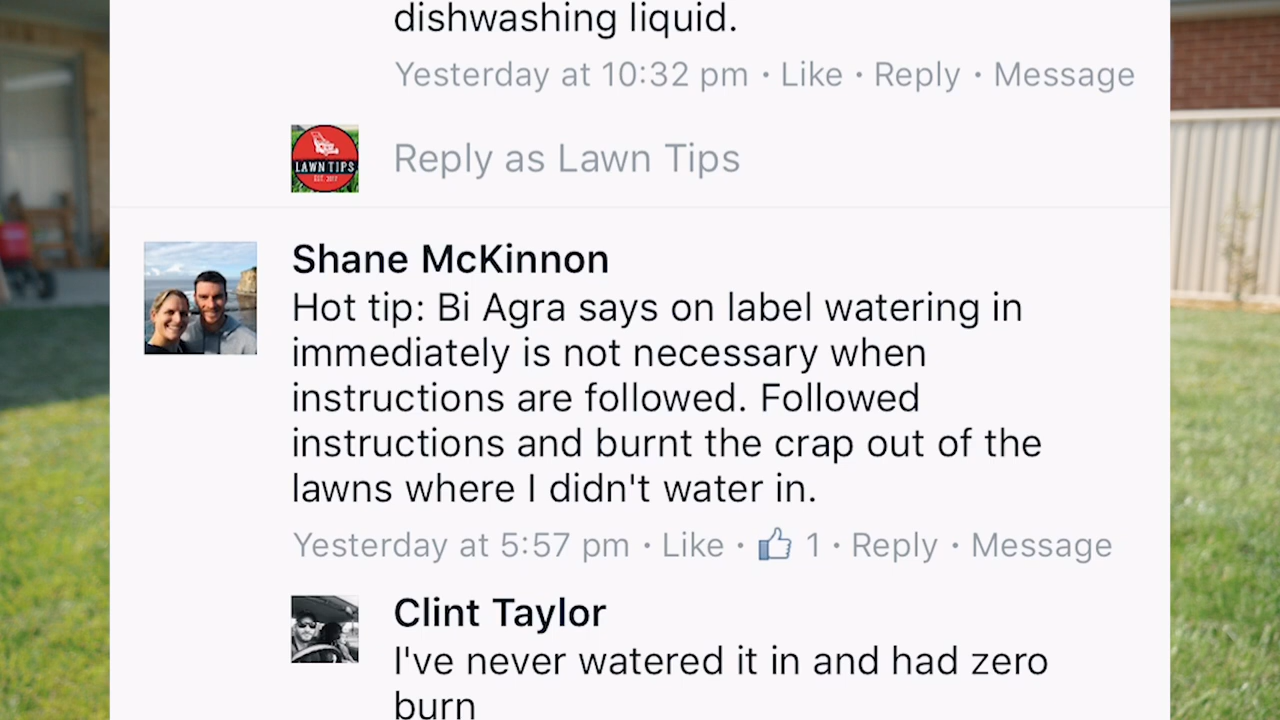 dishwashing liquid.
Yesterday at 10:32 pm • Like • Reply • Message
LAWN TIPS
EST. 2017
Reply as Lawn Tips
Shane McKinnon
Hot tip: Bi Agra says on label watering in
immediately is not necessary when
instructions are followed. Followed
instructions and burnt the crap out of the
lawns where I didn't water in.
Yesterday at 5:57 pm • Like • 1 • Reply • Message
Clint Taylor
I've never watered it in and had zero
burn